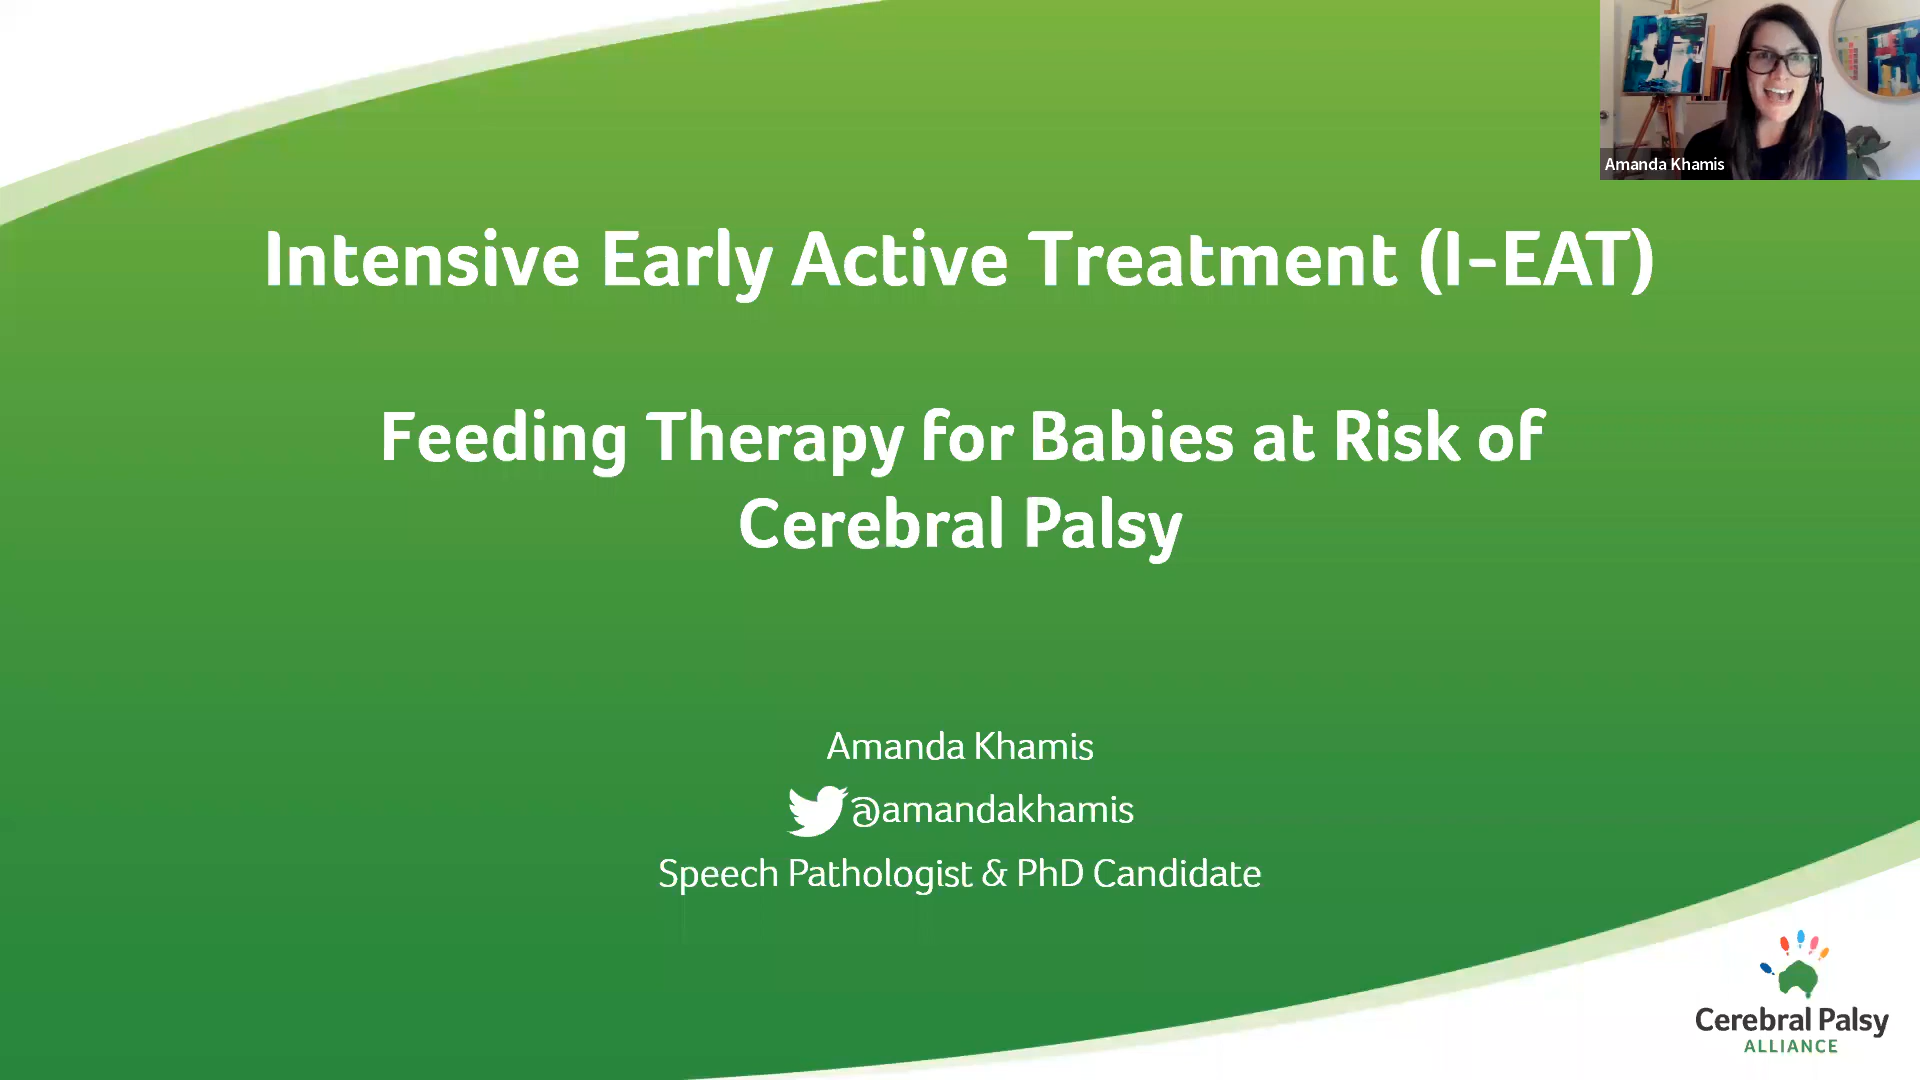 Amanda Khamis
Intensive Early Active Treatment (I-EAT)
Feeding Therapy for Babies at Risk of
Cerebral Palsy
Amanda Khamis
@amandakhamis
Speech Pathologist & PhD Candidate
Cerebral Palsy
ALLIANCE